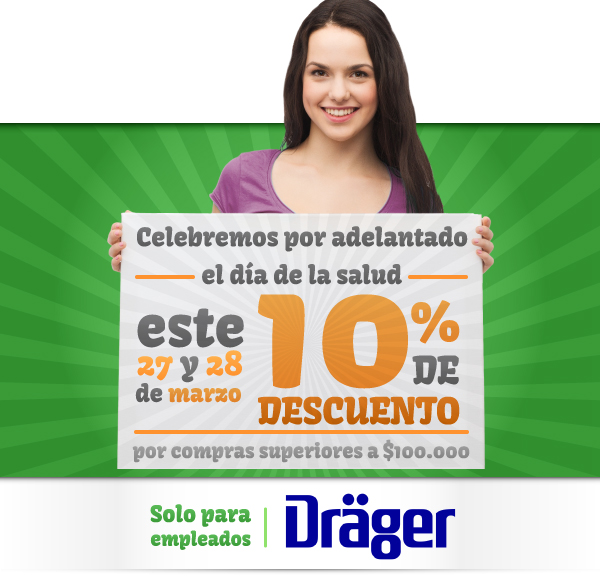 Celebremos por adelantado
el día de la salud
este
27 y 28
de marzo
10%
DE
DESCUENTO
por compras superiores a $100.000
Solo para
empleados
Dräger